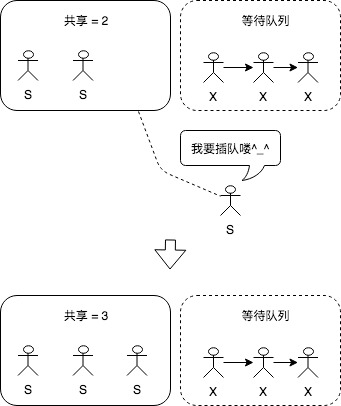 共享 = 2
等待队列
S S
X X X
我要插队喽^_^
S
共享 = 3
等待队列
S S S
X X X